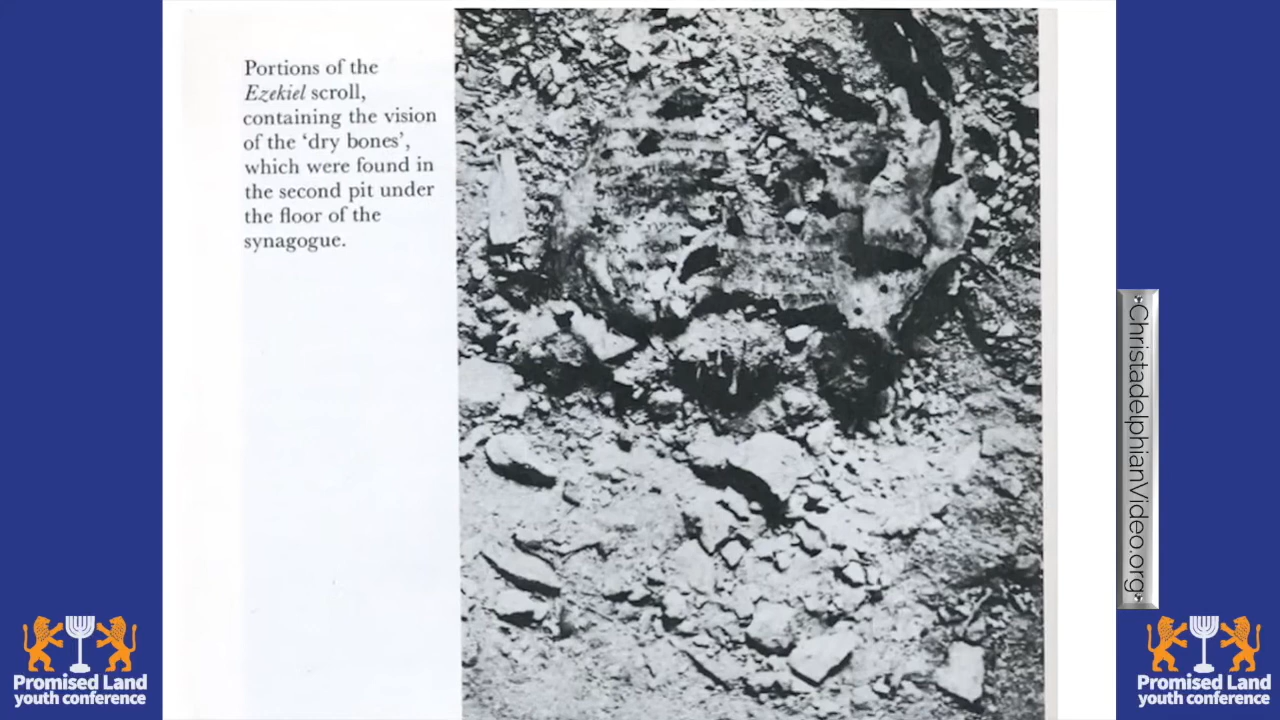 Portions of the
Ezekiel scroll,
containing the vision
of the ‘dry bones’,
which were found in
the second pit under
the floor of the
synagogue.
ChristadelphianVideo.org
Promised Land
youth conference
Promised Land
youth conference